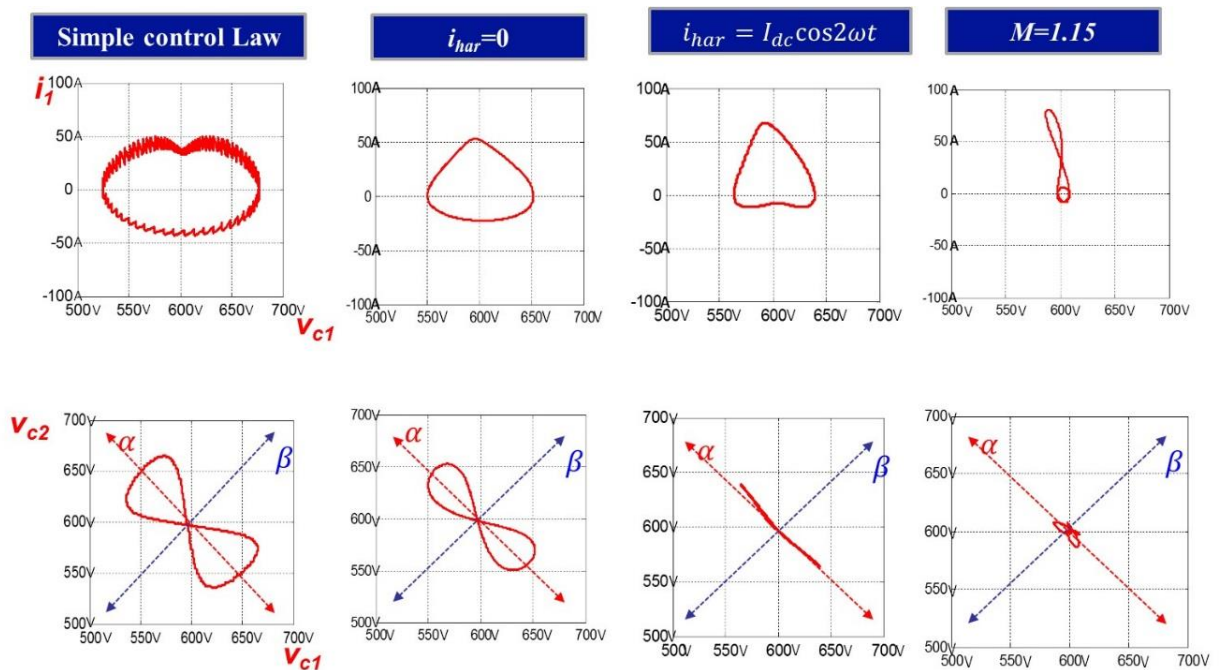 Simple control Law
i_har=0
i_har = I_dc cos2ωt
M=1.15
i_1
100A
50A
0
-50A
-100A
500V 550V 600V 650V 700V
v_c1
100A
50A
0
-50A
-100A
500V 550V 600V 650V 700V
100A
50A
0
-50A
-100A
500V 550V 600V 650V 700V
100A
50A
0
-50A
-100A
500V 550V 600V 650V 700V
v_c2
700V
650V
600V
550V
500V
α
β
500V 550V 600V 650V 700V
v_c1
700V
650V
600V
550V
500V
α
β
500V 550V 600V 650V 700V
700V
650V
600V
550V
500V
α
β
500V 550V 600V 650V 700V
700V
650V
600V
550V
500V
α
β
500V 550V 600V 650V 700V